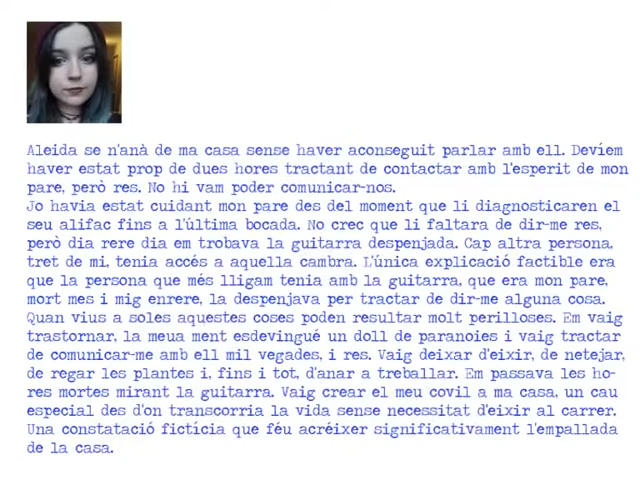 Aleida se n'anà de ma casa sense haver aconseguit parlar amb ell. Devíem
haver estat prop de dues hores tractant de contactar amb l'esperit de mon
pare, però res. No hi vam poder comunicar-nos.
Jo havia estat cuidant mon pare des del moment que li diagnosticaren el
seu alifac fins a l'última bocada. No crec que li faltara de dir-me res,
però dia rere dia em trobava la guitarra despenjada. Cap altra persona,
tret de mi, tenia accés a aquella cambra. L'única explicació factible era
que la persona que més lligam tenia amb la guitarra, que era mon pare,
mort mes i mig enrere, la despenjava per tractar de dir-me alguna cosa.
Quan vius a soles aquestes coses poden resultar molt perilloses. Em vaig
trastornar, la meua ment esdevingué un doll de paranoies i vaig tractar
de comunicar-me amb ell mil vegades, i res. Vaig deixar d'eixir, de netejar,
de regar les plantes i, fins i tot, d'anar a treballar. Em passava les ho-
res mortes mirant la guitarra. Vaig crear el meu covil a ma casa, un cau
especial des d'on transcorria la vida sense necessitat d'eixir al carrer.
Una constatació fictícia que féu acréixer significativament l'empallada
de la casa.